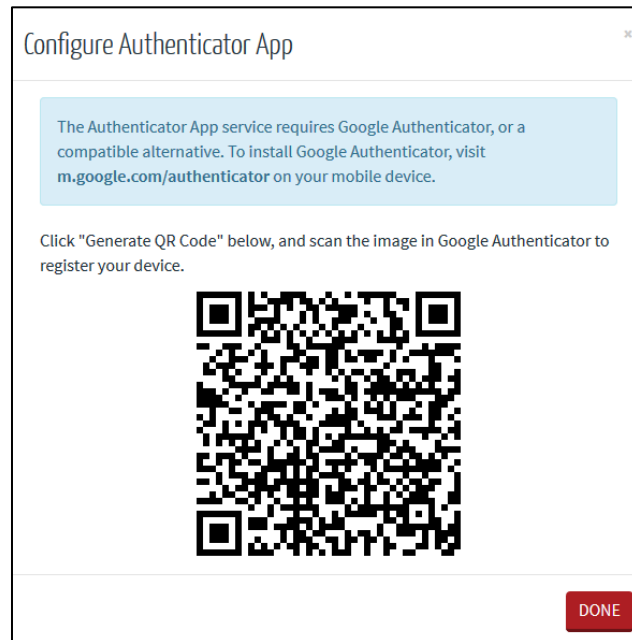 Configure Authenticator App
×
The Authenticator App service requires Google Authenticator, or a
compatible alternative. To install Google Authenticator, visit
m.google.com/authenticator on your mobile device.
Click "Generate QR Code" below, and scan the image in Google Authenticator to
register your device.
DONE